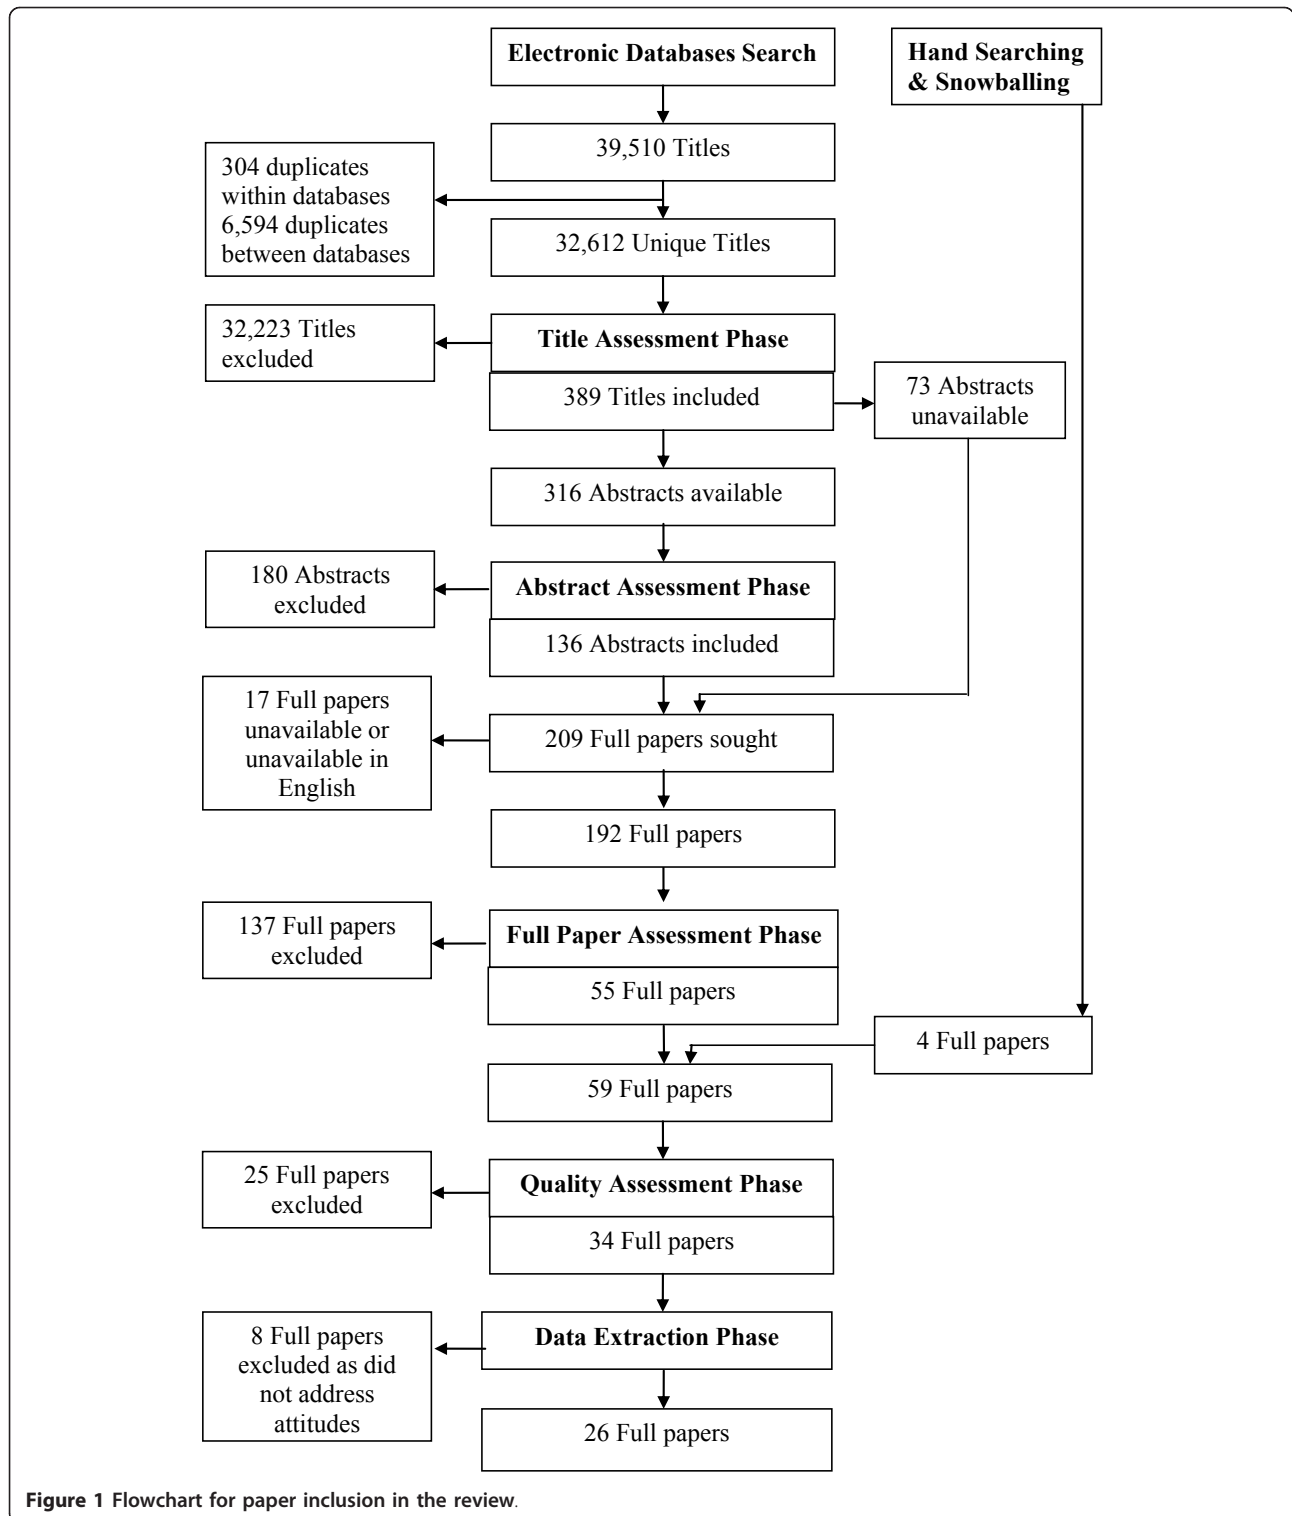 Electronic Databases Search
Hand Searching
& Snowballing
39,510 Titles
304 duplicates
within databases
6,594 duplicates
between databases
32,612 Unique Titles
32,223 Titles
excluded
Title Assessment Phase
389 Titles included
73 Abstracts
unavailable
316 Abstracts available
180 Abstracts
excluded
Abstract Assessment Phase
136 Abstracts included
17 Full papers
unavailable or
unavailable in
English
209 Full papers sought
192 Full papers
137 Full papers
excluded
Full Paper Assessment Phase
55 Full papers
4 Full papers
59 Full papers
25 Full papers
excluded
Quality Assessment Phase
34 Full papers
8 Full papers
excluded as did
not address
attitudes
Data Extraction Phase
26 Full papers
Figure 1 Flowchart for paper inclusion in the review.